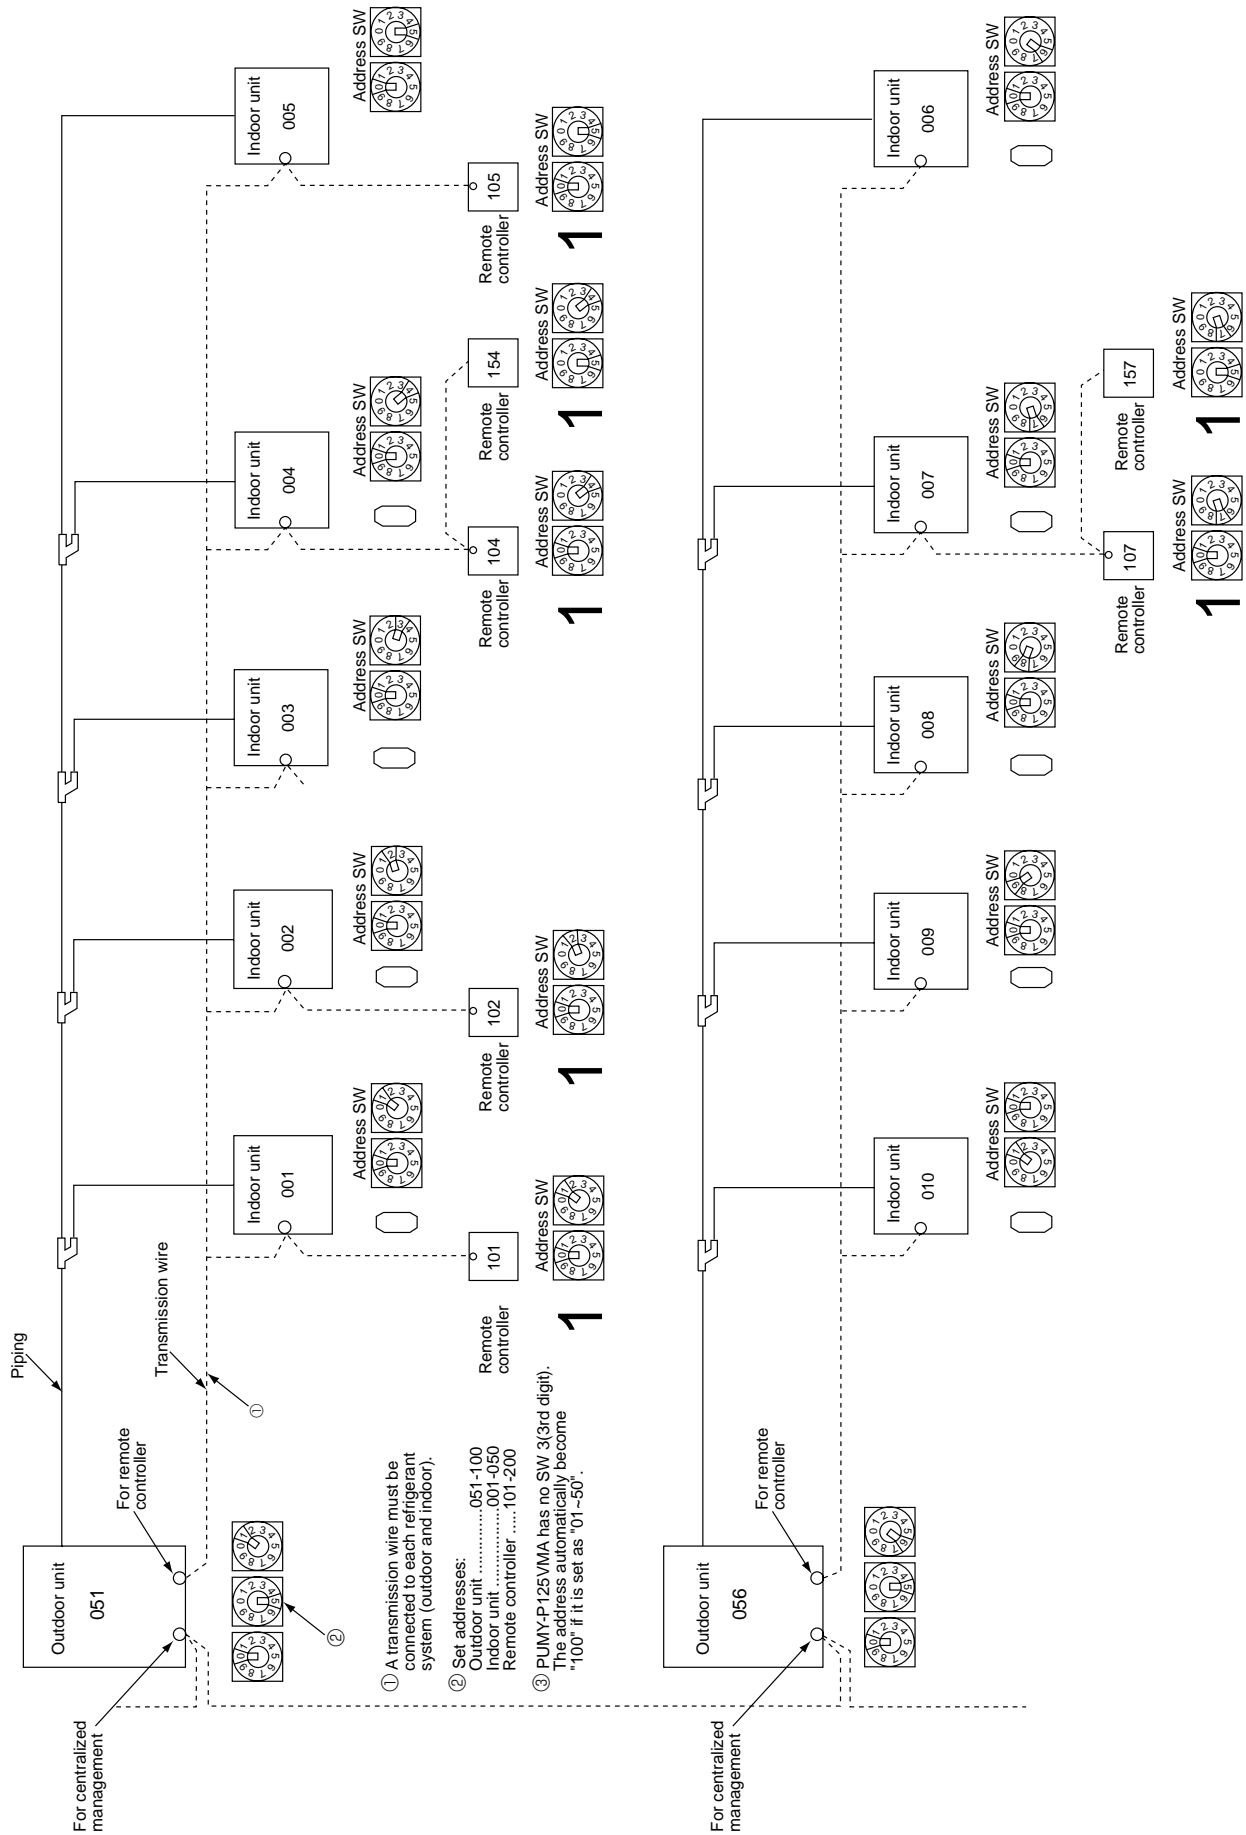 Piping
Transmission wire
①
Outdoor unit
051
For remote
controller
For centralized
management
②
Indoor unit
001
Address SW
Indoor unit
002
Address SW
Indoor unit
003
Address SW
Indoor unit
004
Address SW
Indoor unit
005
Address SW
Remote
controller
101
Address SW
1
Remote
controller
102
Address SW
1
Remote
controller
104
Address SW
1
Remote
controller
154
Address SW
1
Remote
controller
105
Address SW
1
① A transmission wire must be
connected to each refrigerant
system (outdoor and indoor).
② Set addresses:
Outdoor unit ................051-100
Indoor unit ..................001-050
Remote controller ......101-200
③ PUMY-P125VMA has no SW 3(3rd digit).
The address automatically become
"100" if it is set as "01~50".
Outdoor unit
056
For remote
controller
For centralized
management
Indoor unit
010
Address SW
Indoor unit
009
Address SW
Indoor unit
008
Address SW
Indoor unit
007
Address SW
Indoor unit
006
Address SW
Remote
controller
107
Address SW
1
Remote
controller
157
Address SW
1